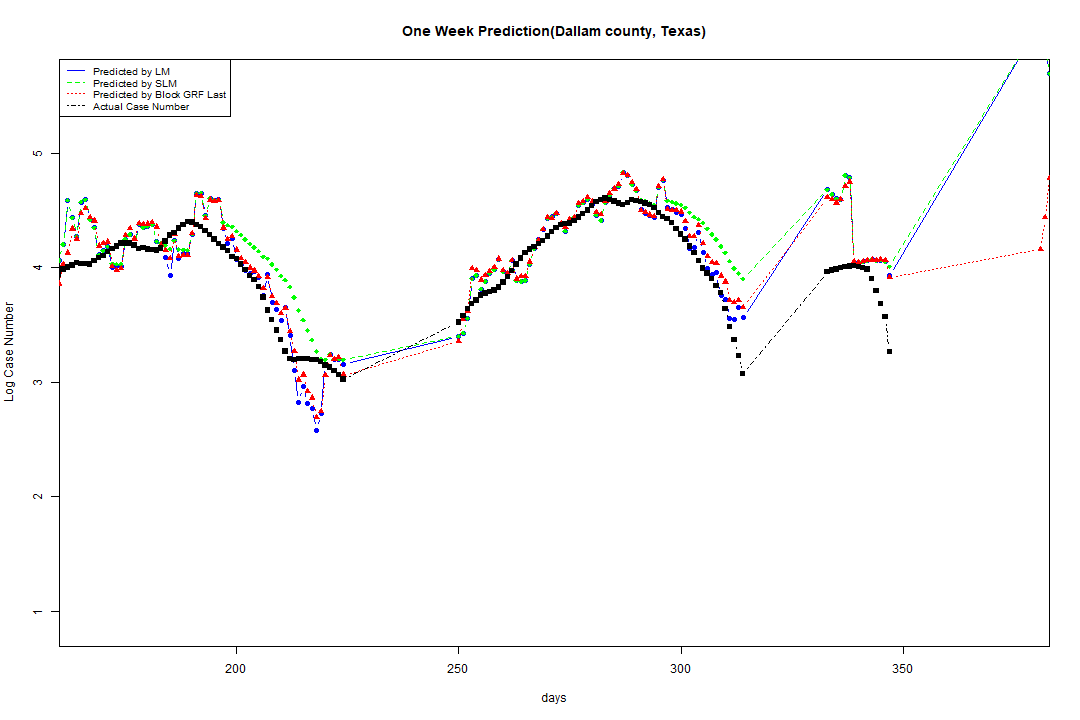 One Week Prediction(Dallam county, Texas)
Predicted by LM
Predicted by SLM
Predicted by Block GRF Last
Actual Case Number
5
4
3
2
1
Log Case Number
200 250 300 350
days